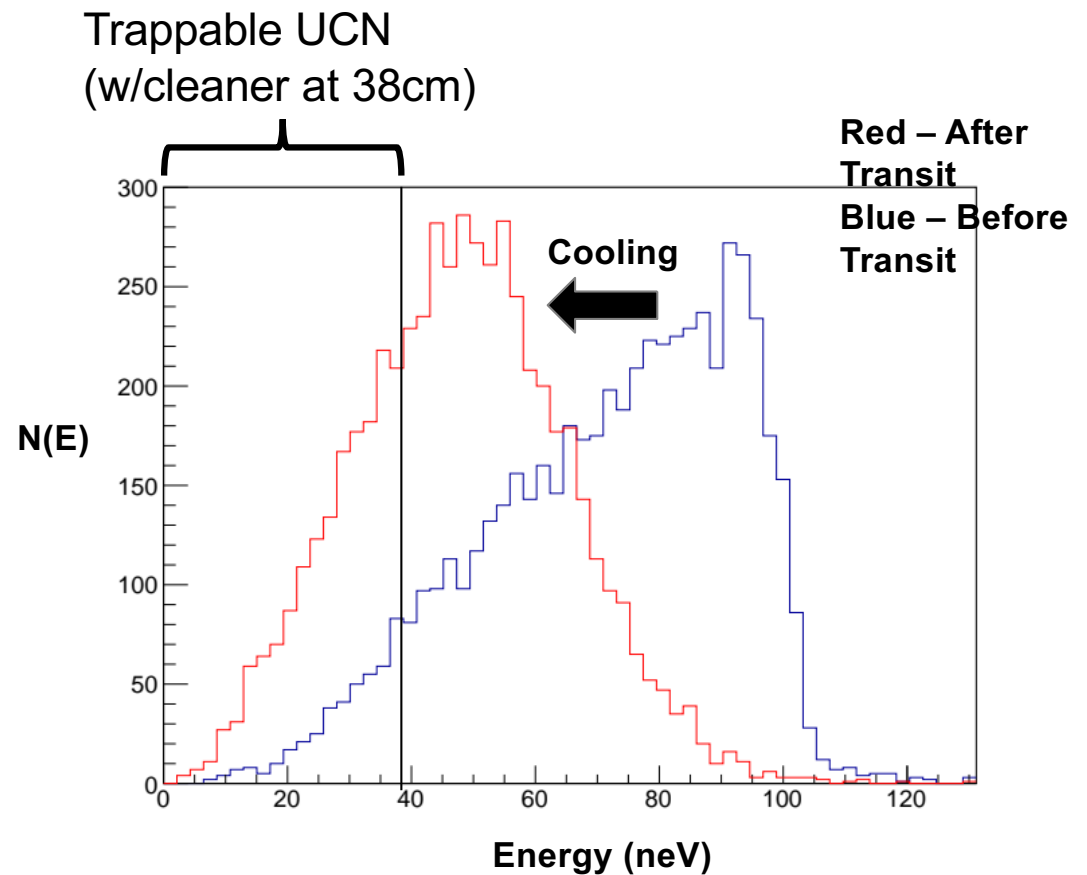 Trappable UCN
(w/cleaner at 38cm)
Red – After
Transit
Blue – Before
Transit
Cooling
N(E)
300
250
200
150
100
50
0
0 20 40 60 80 100 120
Energy (neV)